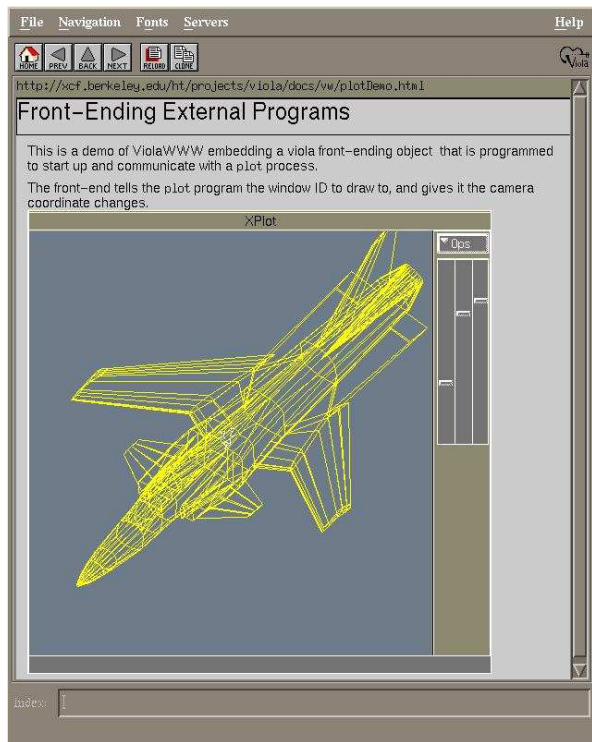 File Navigation Fonts Servers Help
HOME PREV BACK NEXT RELOAD CLONE Viola
http://xcf.berkeley.edu/ht/projects/viola/docs/vw/plotDemo.html
Front-Ending External Programs
This is a demo of ViolaWWW embedding a viola front-ending object that is programmed
to start up and communicate with a plot process.
The front-end tells the plot program the window ID to draw to, and gives it the camera
coordinate changes.
XPlot
Ops
Index: